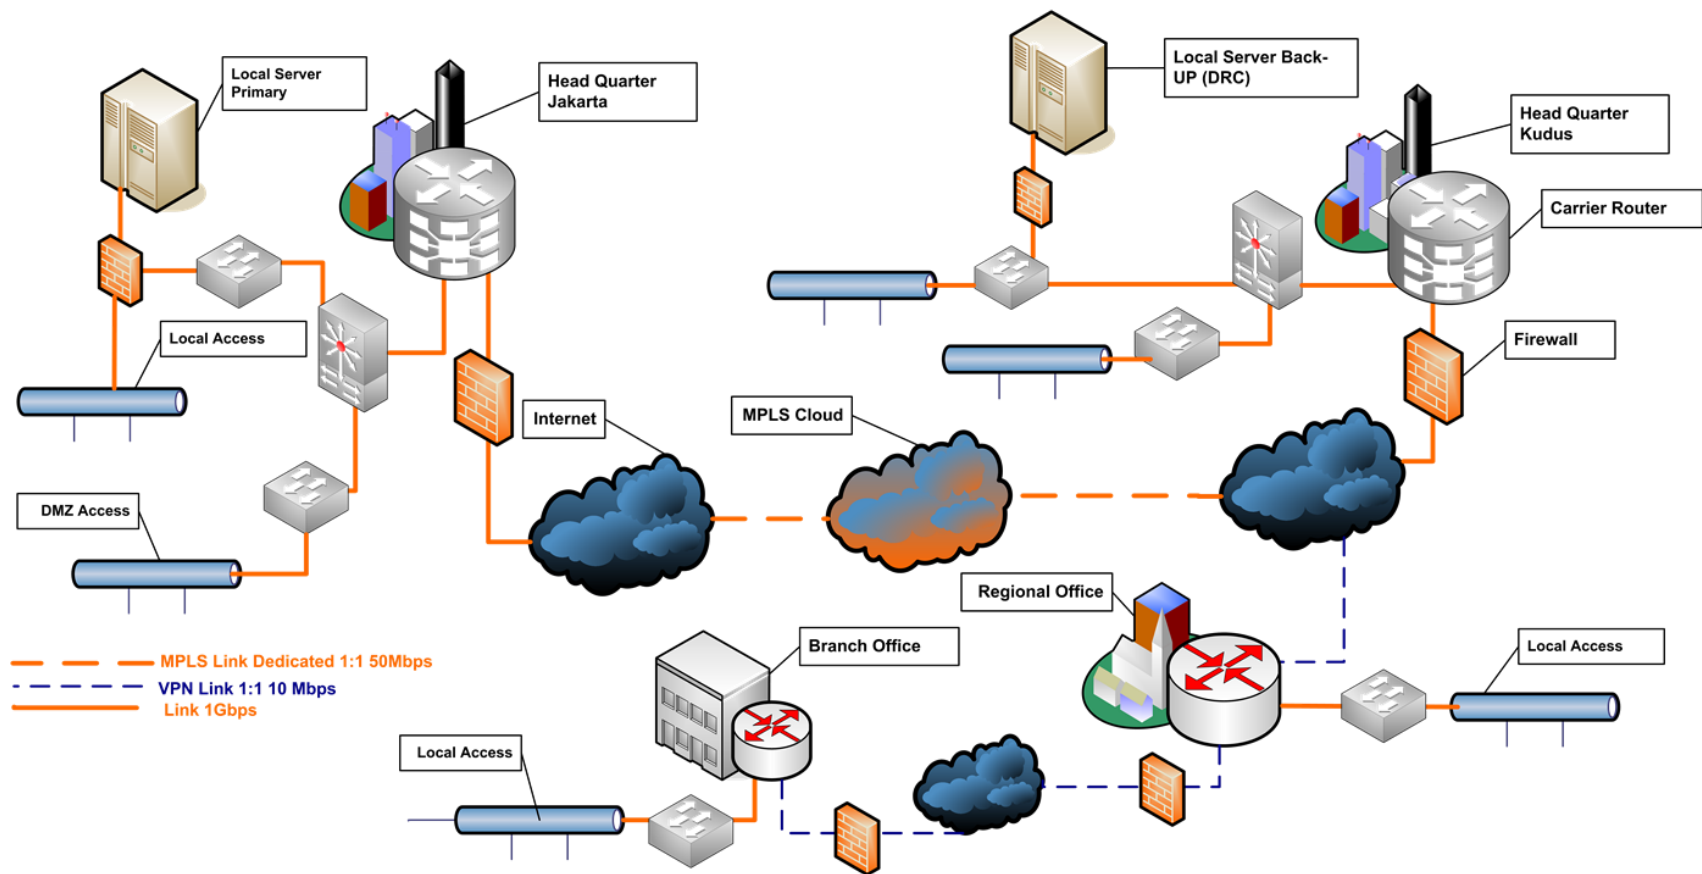 Local Server
Primary
Head Quarter
Jakarta
Local Server Back-
UP (DRC)
Head Quarter
Kudus
Carrier Router
Local Access
Firewall
Internet
MPLS Cloud
DMZ Access
Regional Office
Branch Office
Local Access
MPLS Link Dedicated 1:1 50Mbps
VPN Link 1:1 10 Mbps
Link 1Gbps
Local Access